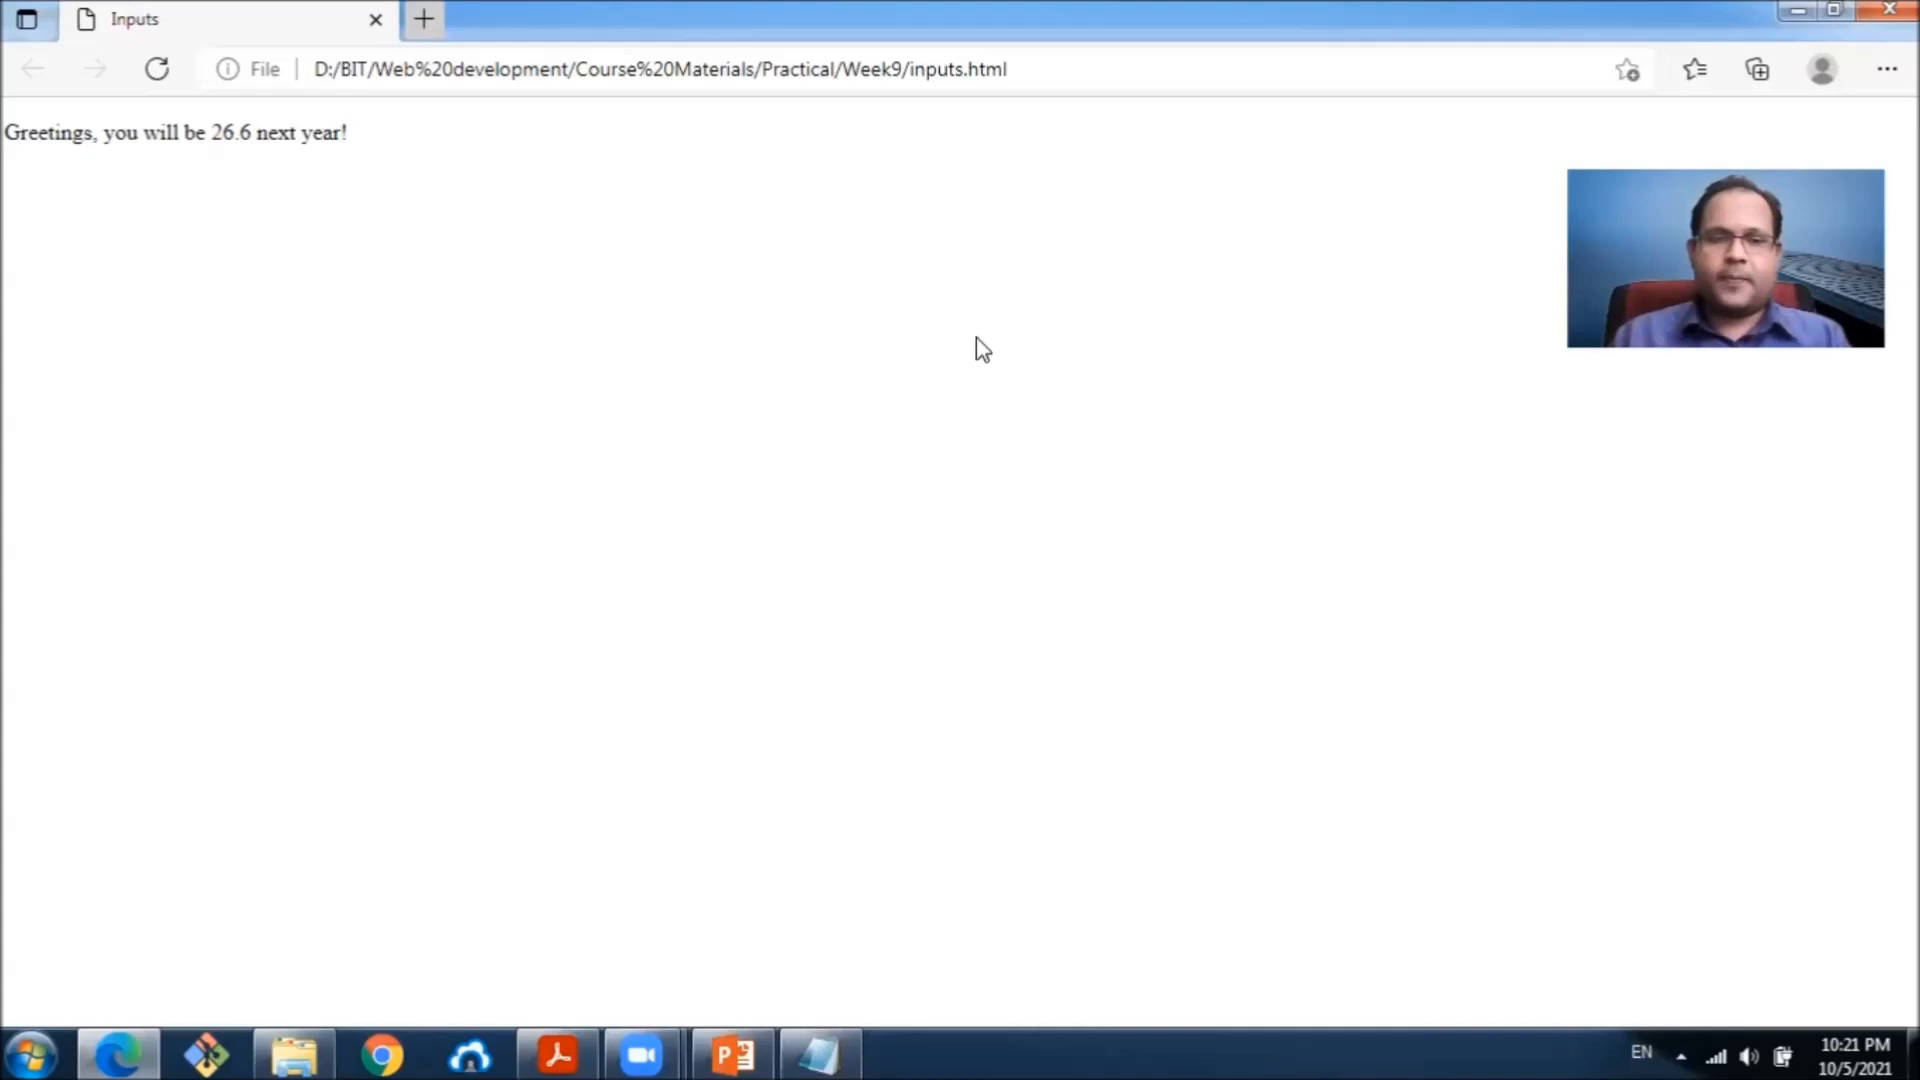 Inputs
File
D:/BIT/Web%20development/Course%20Materials/Practical/Week9/inputs.html
Greetings, you will be 26.6 next year!
EN
10:21 PM
10/5/2021